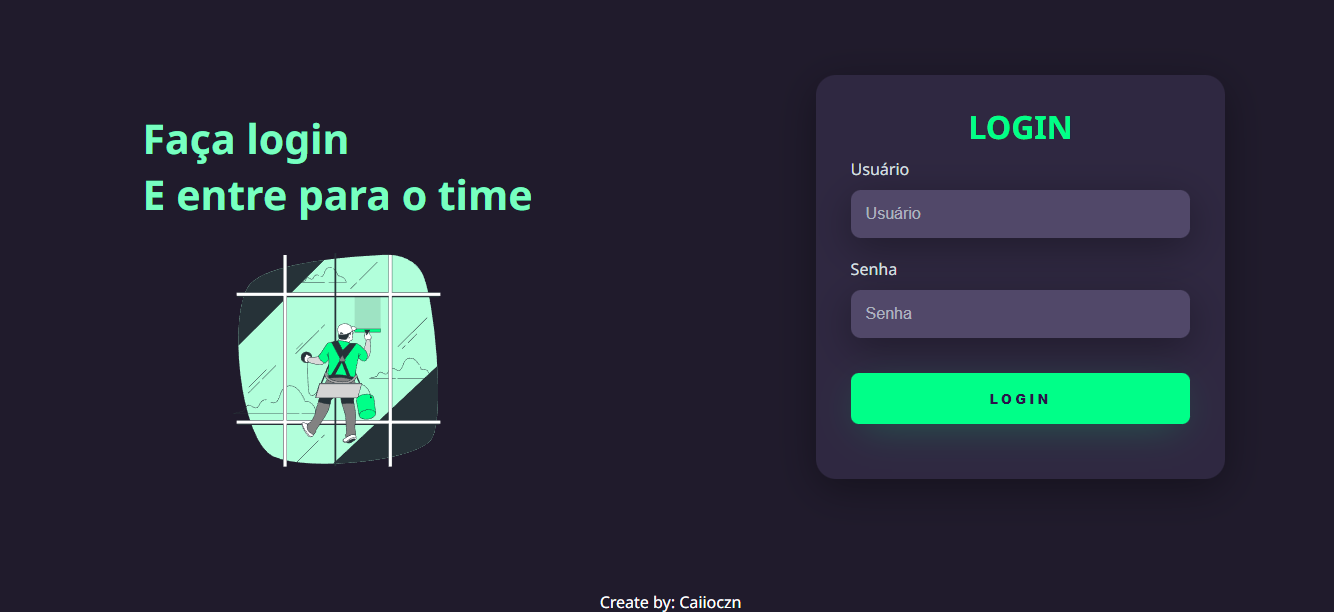 Faça login
E entre para o time
LOGIN
Usuário
Usuário
Senha
Senha
LOGIN
Create by: Caiioczn